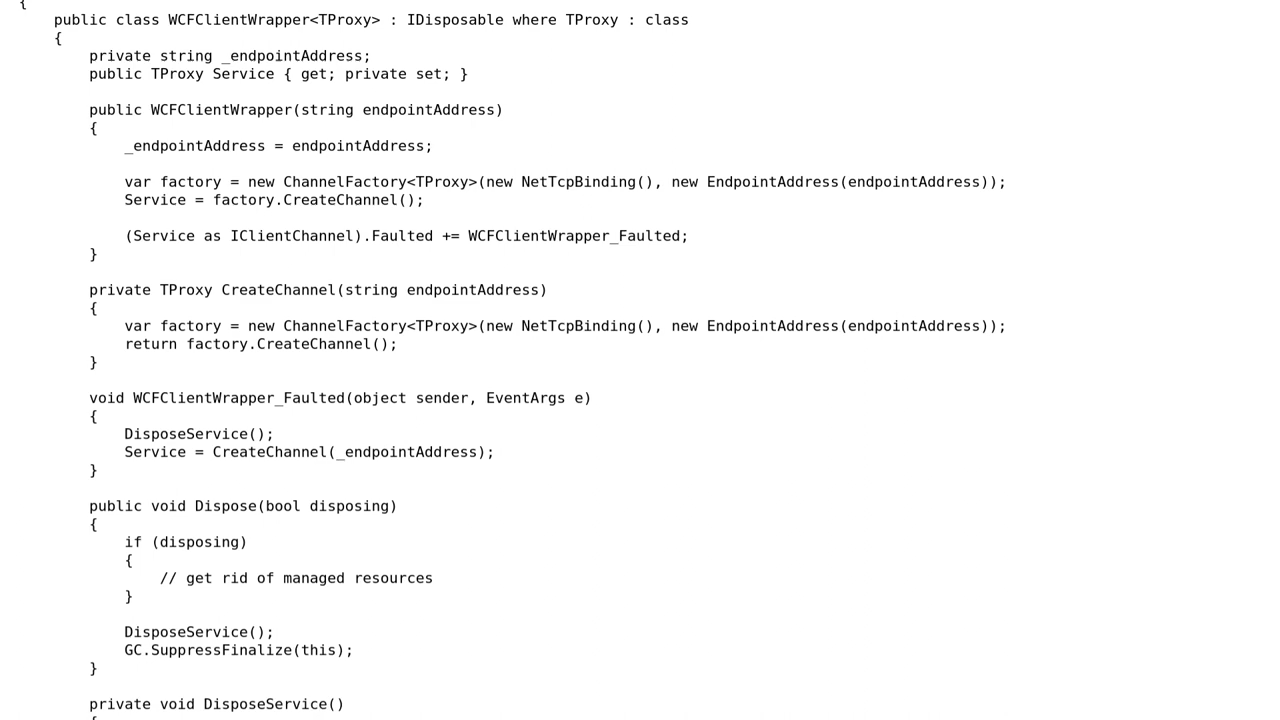 {
    public class WCFClientWrapper<TProxy> : IDisposable where TProxy : class
    {
        private string _endpointAddress;
        public TProxy Service { get; private set; }

        public WCFClientWrapper(string endpointAddress)
        {
            _endpointAddress = endpointAddress;

            var factory = new ChannelFactory<TProxy>(new NetTcpBinding(), new EndpointAddress(endpointAddress));
            Service = factory.CreateChannel();

            (Service as IClientChannel).Faulted += WCFClientWrapper_Faulted;
        }

        private TProxy CreateChannel(string endpointAddress)
        {
            var factory = new ChannelFactory<TProxy>(new NetTcpBinding(), new EndpointAddress(endpointAddress));
            return factory.CreateChannel();
        }

        void WCFClientWrapper_Faulted(object sender, EventArgs e)
        {
            DisposeService();
            Service = CreateChannel(_endpointAddress);
        }

        public void Dispose(bool disposing)
        {
            if (disposing)
            {
                // get rid of managed resources
            }

            DisposeService();
            GC.SuppressFinalize(this);
        }

        private void DisposeService()
        {